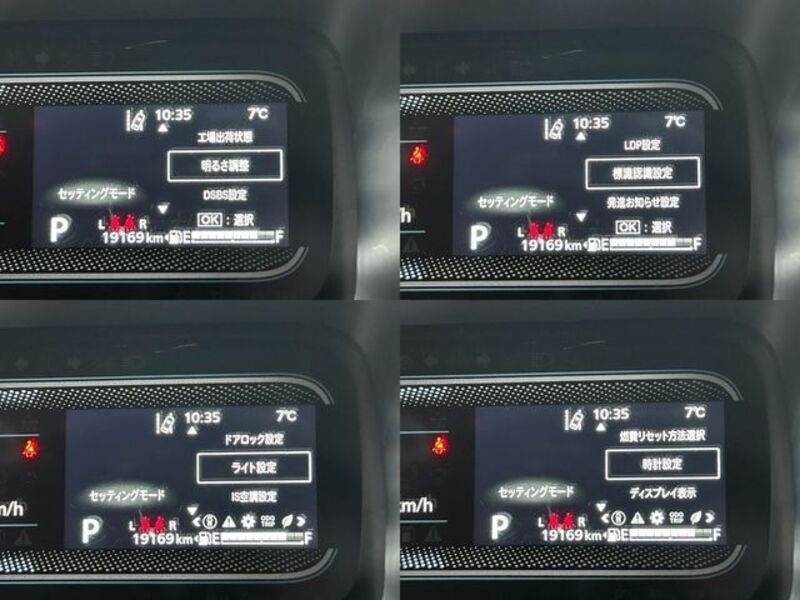 10:35 7℃
工場出荷状態
明るさ調整
セッティングモード
DSBS設定
OK：選択
P
L R
19169km E F
10:35 7℃
LDP設定
標識認識設定
セッティングモード
発進お知らせ設定
OK：選択
/h
P
L R
19169km E F
10:35 7℃
ドアロック設定
ライト設定
セッティングモード
IS空調設定
m/h
ODO
TRIP
P
L R
19169km E F
10:35 7℃
燃費リセット方法選択
時計設定
セッティングモード
ディスプレイ表示
m/h
ODO
TRIP
P
L R
19169km E F